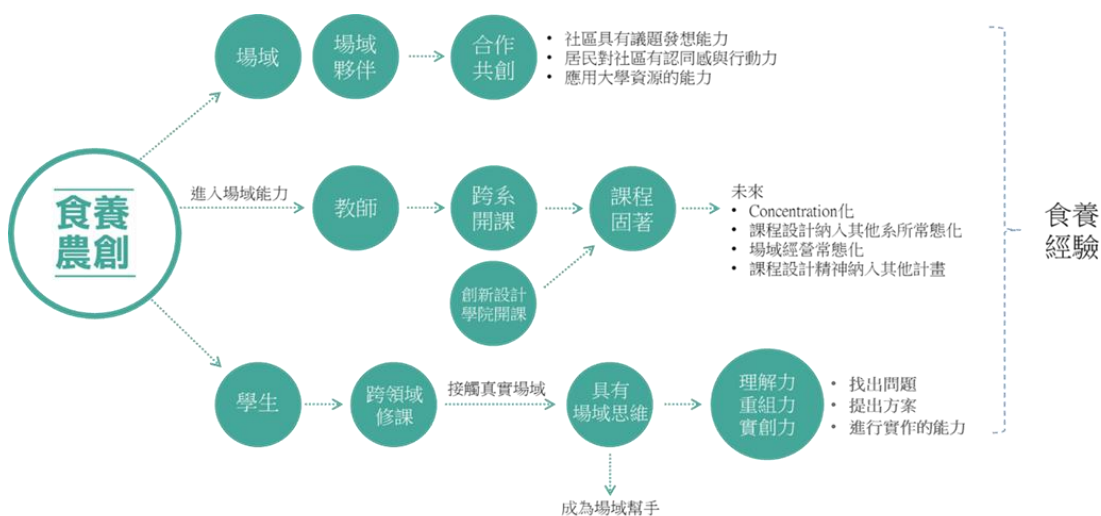 場域
場域
夥伴
合作
共創
• 社區具有議題發想能力
• 居民對社區有認同感與行動力
• 應用大學資源的能力
食養
農創
進入場域能力
教師
跨系
開課
課程
固著
未來
• Concentration化
• 課程設計納入其他系所常態化
• 場域經營常態化
• 課程設計精神納入其他計畫
創新設計
學院開課
食養
經驗
學生
跨領域
修課
接觸真實場域
具有
場域思維
理解力
重組力
實創力
• 找出問題
• 提出方案
• 進行實作的能力
成為場域幫手